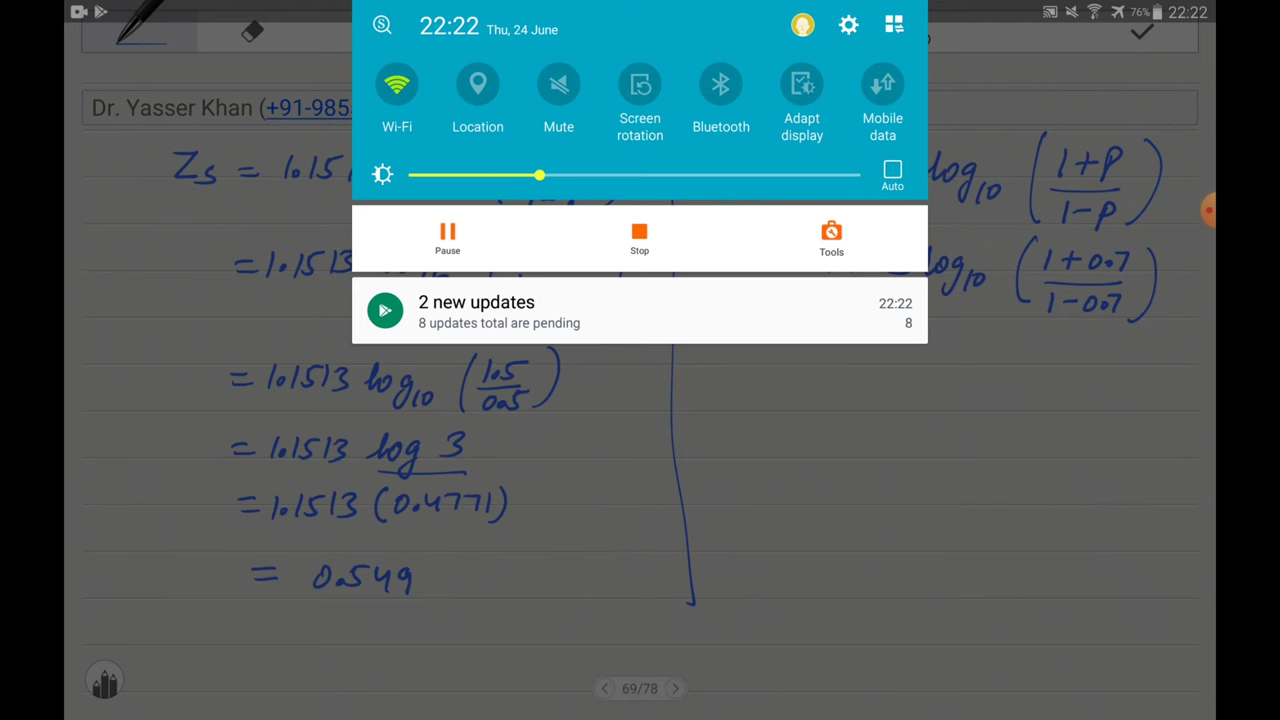 22:22 Thu, 24 June
76% 22:22
Wi-Fi
Location
Mute
Screen rotation
Bluetooth
Adapt display
Mobile data
Auto
Pause
Stop
Tools
2 new updates 22:22
8 updates total are pending 8
Dr. Yasser Khan (+91-985
Zs = 1.151
= 1.1513
= 1.1513 log10 (1.5/0.5)
= 1.1513 log 3
= 1.1513 (0.4771)
= 0.549
log10 (1+ρ/1-ρ)
log10 (1+0.7/1-0.7)
69/78